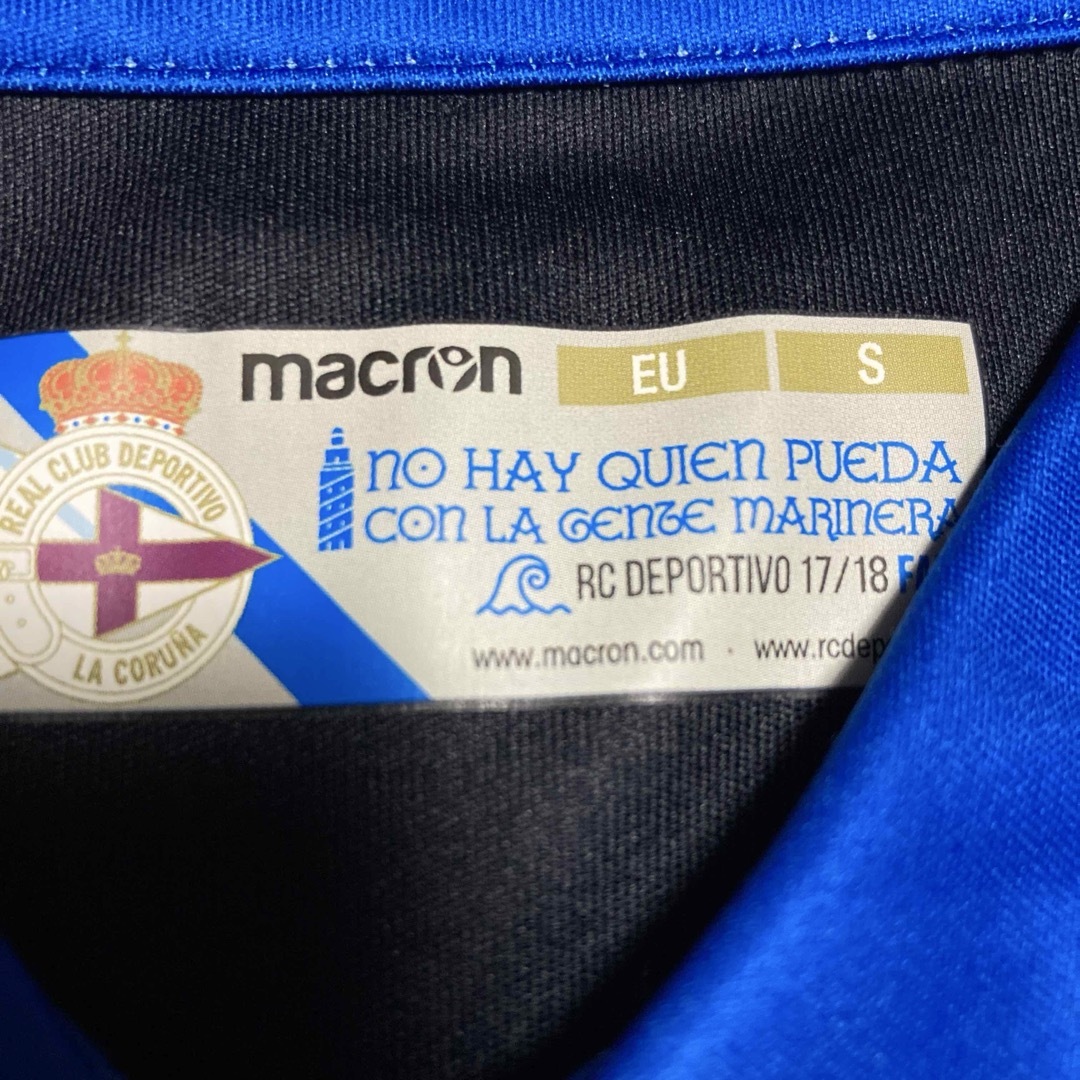 macron
EU
S
REAL CLUB DEPORTIVO
LA CORUÑA
NO HAY QUIEN PUEDA
CON LA GENTE MARINERA
RC DEPORTIVO 17/18
www.macron.com ·